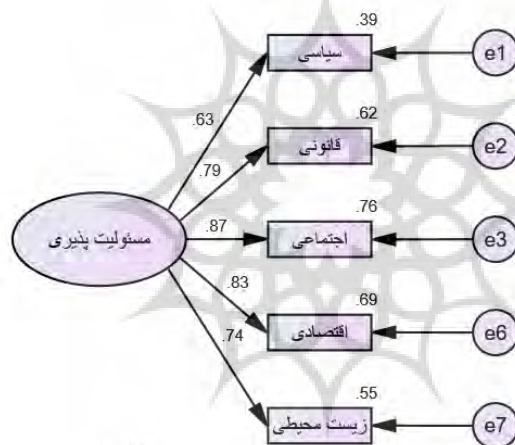 .39
سیاسی
e1
.63
.62
قانونی
e2
.79
.76
مسئولیت پذیری
.87
اجتماعی
e3
.83
.69
اقتصادی
e6
.74
.55
زیست محیطی
e7